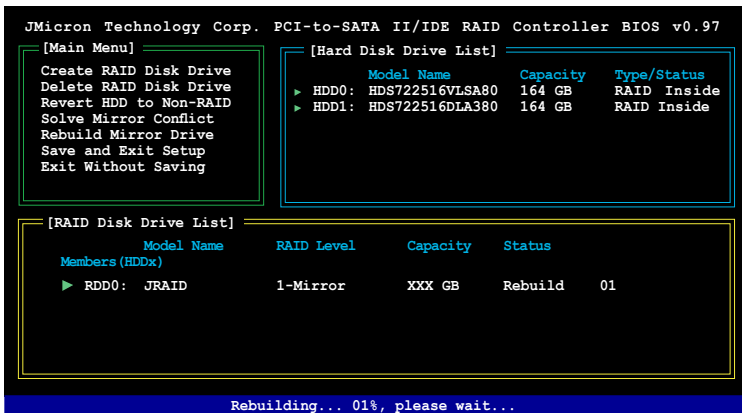 JMicron Technology Corp. PCI-to-SATA II/IDE RAID Controller BIOS v0.97
[Main Menu]
Create RAID Disk Drive
Delete RAID Disk Drive
Revert HDD to Non-RAID
Solve Mirror Conflict
Rebuild Mirror Drive
Save and Exit Setup
Exit Without Saving
[Hard Disk Drive List]
Model Name Capacity Type/Status
HDD0: HDS722516VLSA80 164 GB RAID Inside
HDD1: HDS722516DLA380 164 GB RAID Inside
[RAID Disk Drive List]
Model Name RAID Level Capacity Status
Members(HDDx)
RDD0: JRAID 1-Mirror XXX GB Rebuild 01
Rebuilding... 01%, please wait...